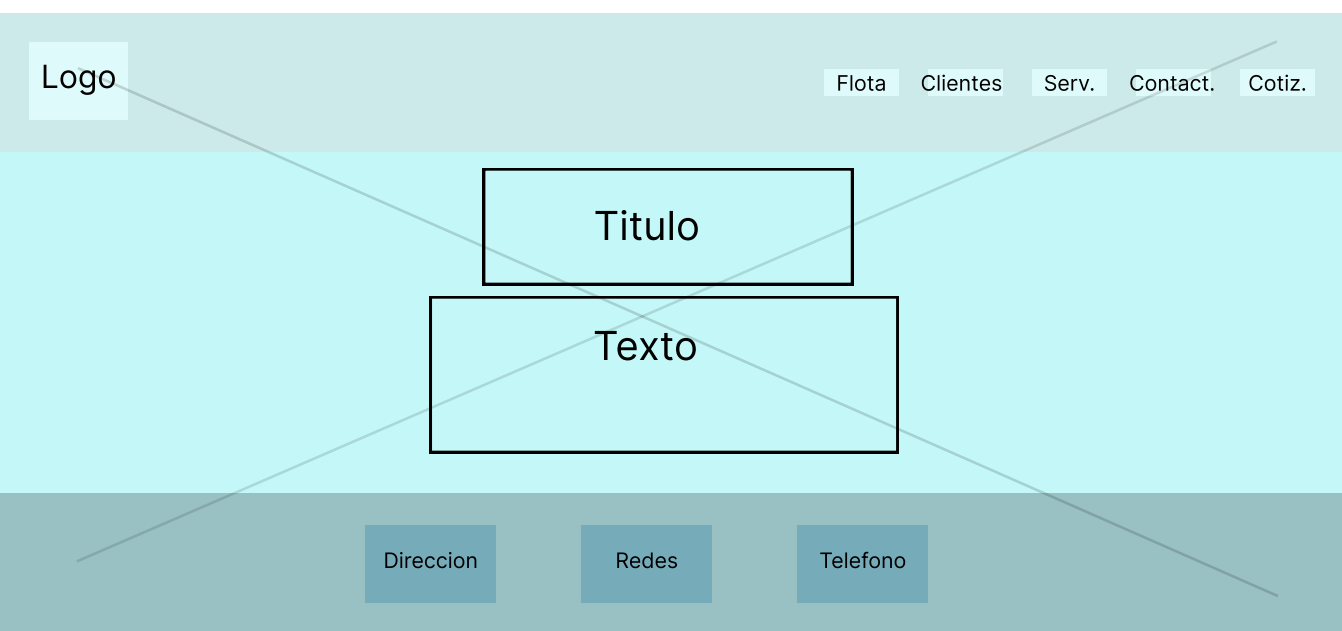 Logo
Flota
Clientes
Serv.
Contact.
Cotiz.
Titulo
Texto
Direccion
Redes
Telefono